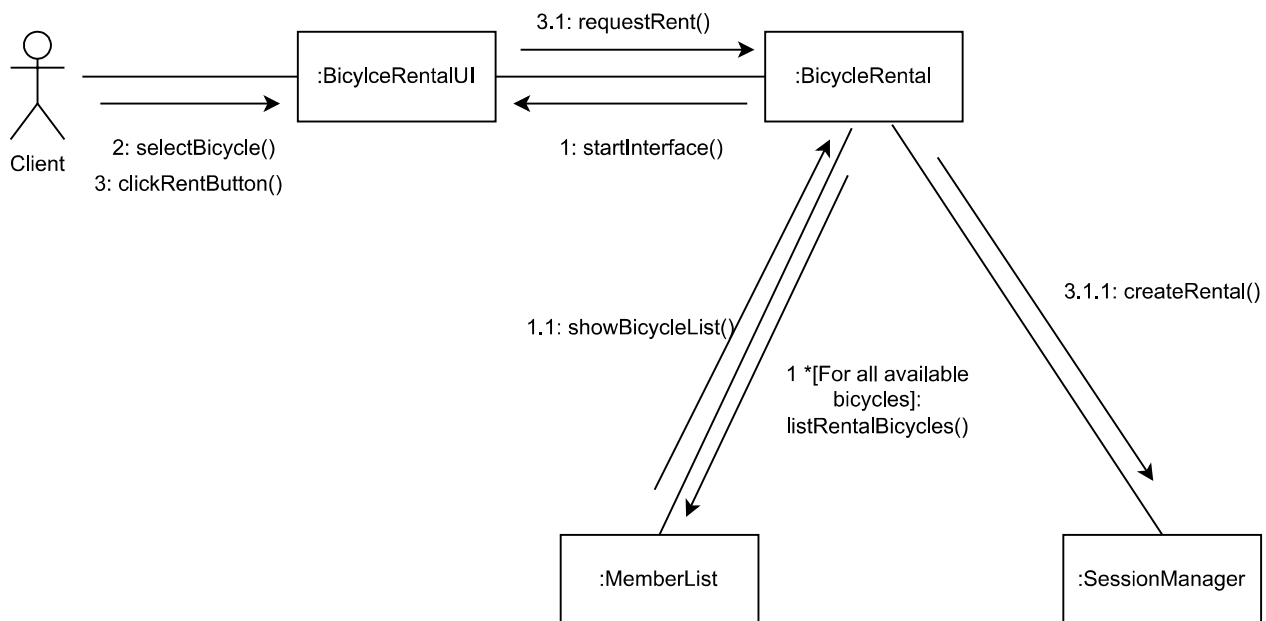 3.1: requestRent()
:BicylceRentalUI
:BicycleRental
Client
2: selectBicycle()
3: clickRentButton()
1: startInterface()
3.1.1: createRental()
1.1: showBicycleList()
1 *[For all available
bicycles]:
listRentalBicycles()
:MemberList
:SessionManager